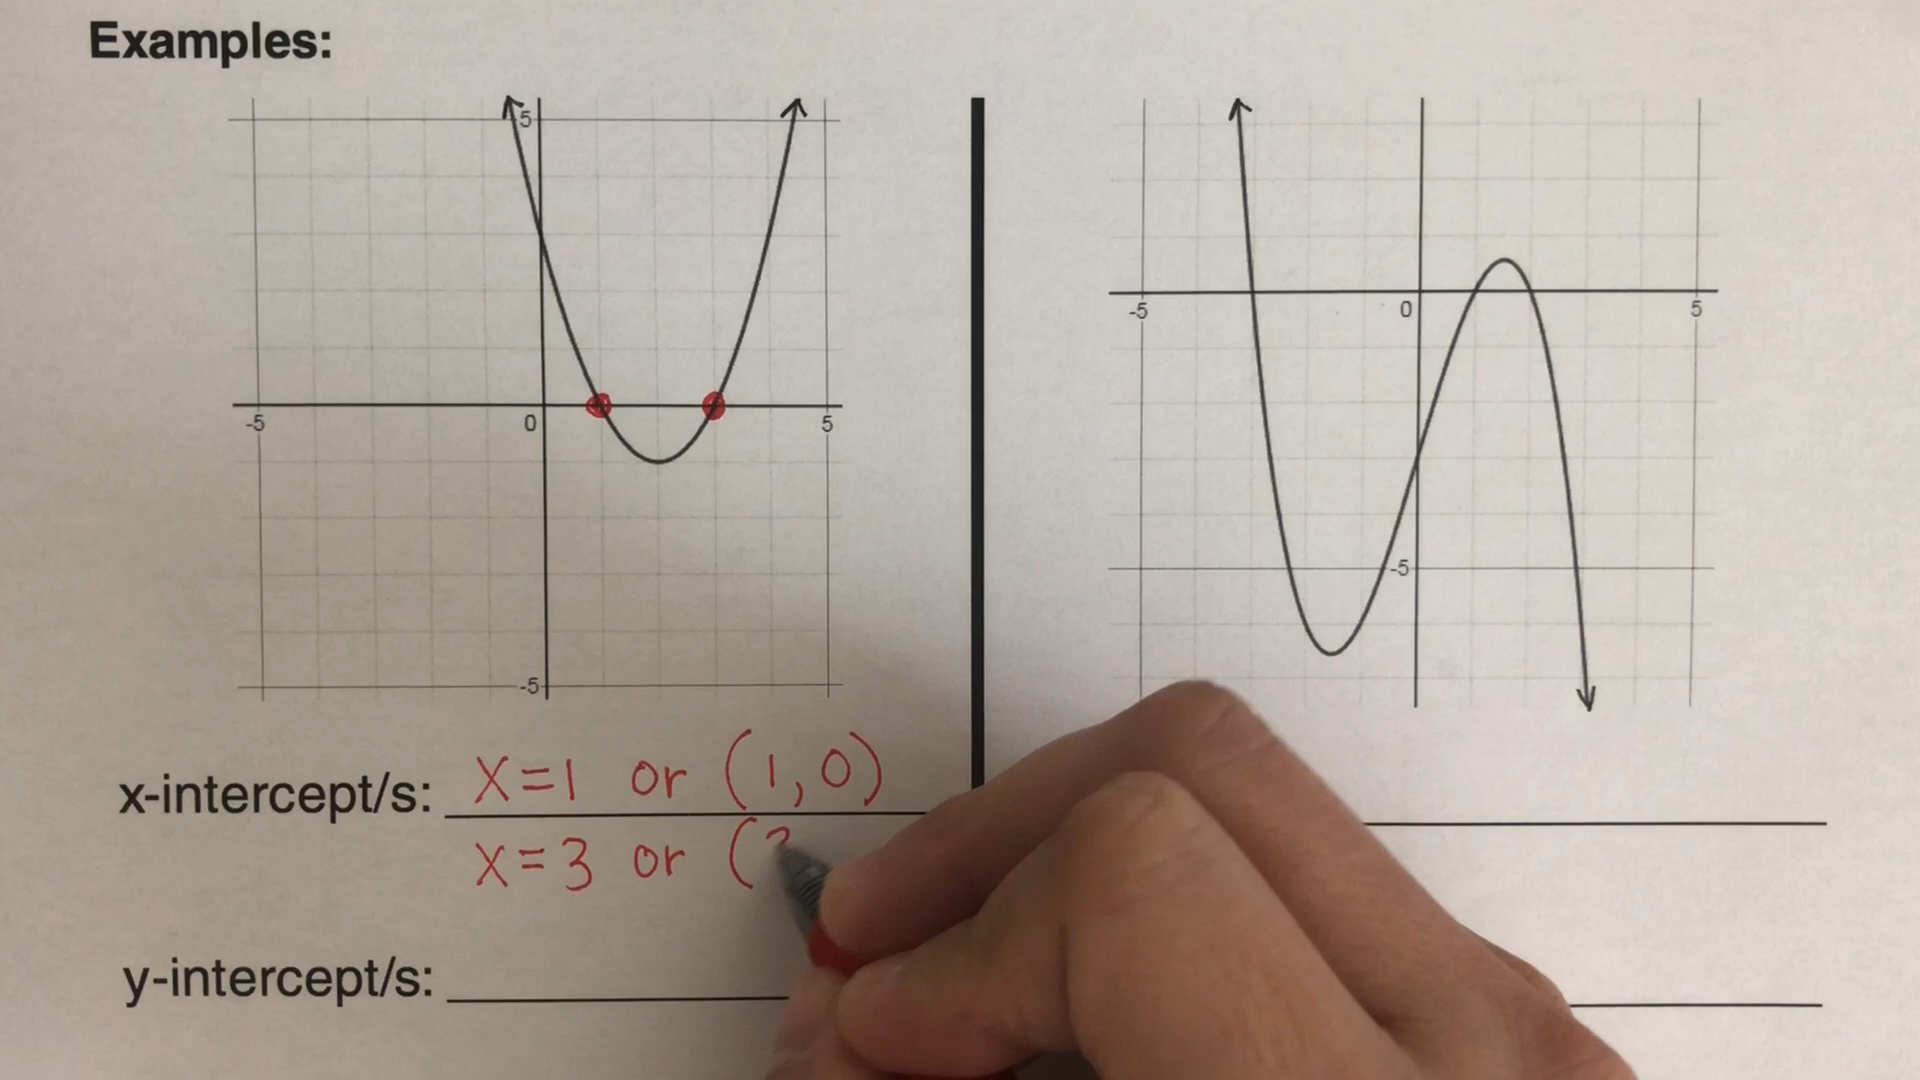 Examples:
5
-5 0 5
-5
-5 0 5
-5
x-intercept/s: X=1 or (1,0)
X=3 or (
y-intercept/s: